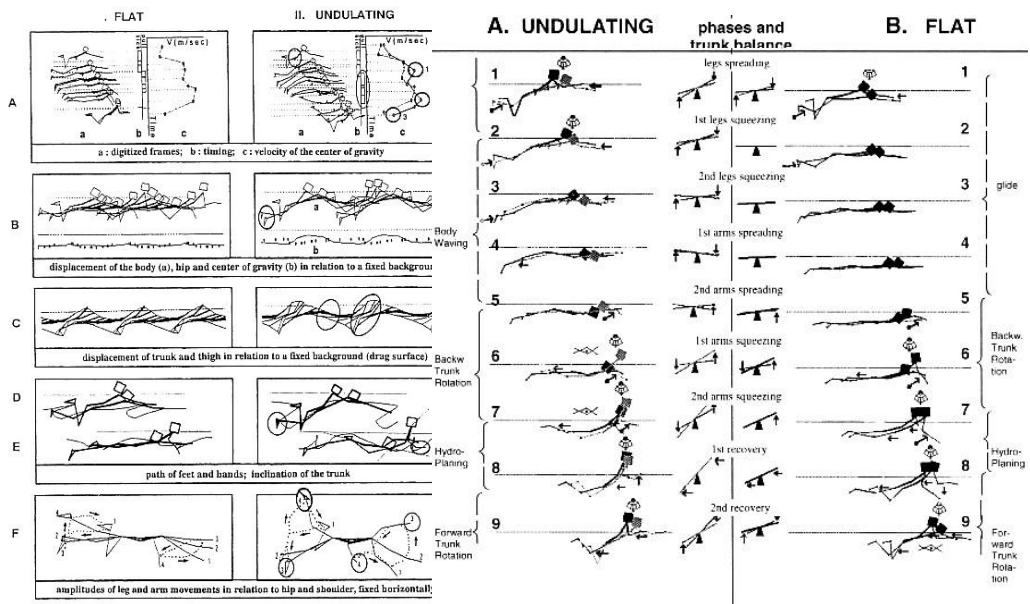 . FLAT
II. UNDULATING
V(m/sec)
V(m/sec)
A
a
b
c
a
b
c
3
a : digitized frames; b : timing; c : velocity of the center of gravity
B
a
b
displacement of the body (a), hip and center of gravity (b) in relation to a fixed backgroun
C
displacement of trunk and thigh in relation to a fixed background (drag surface)
D
E
path of feet and hands; inclination of the trunk
F
amplitudes of leg and arm movements in relation to hip and shoulder, fixed horizontally
A. UNDULATING
phases and
trunk balance
B. FLAT
1
legs spreading
1
2
1st legs squeezing
2
3
2nd legs squeezing
3
glide
Body
Waving
4
1st arms spreading
4
5
2nd arms spreading
5
Backw
Trunk
Rotation
6
1st arms squeezing
6
Backw.
Trunk
Rota-
tion
7
2nd arms squeezing
7
Hydro-
Planing
8
1st recovery
8
Hydro-
Planing
Forward
Trunk
Rotation
9
2nd recovery
9
For-
ward
Trunk
Rola-
tion